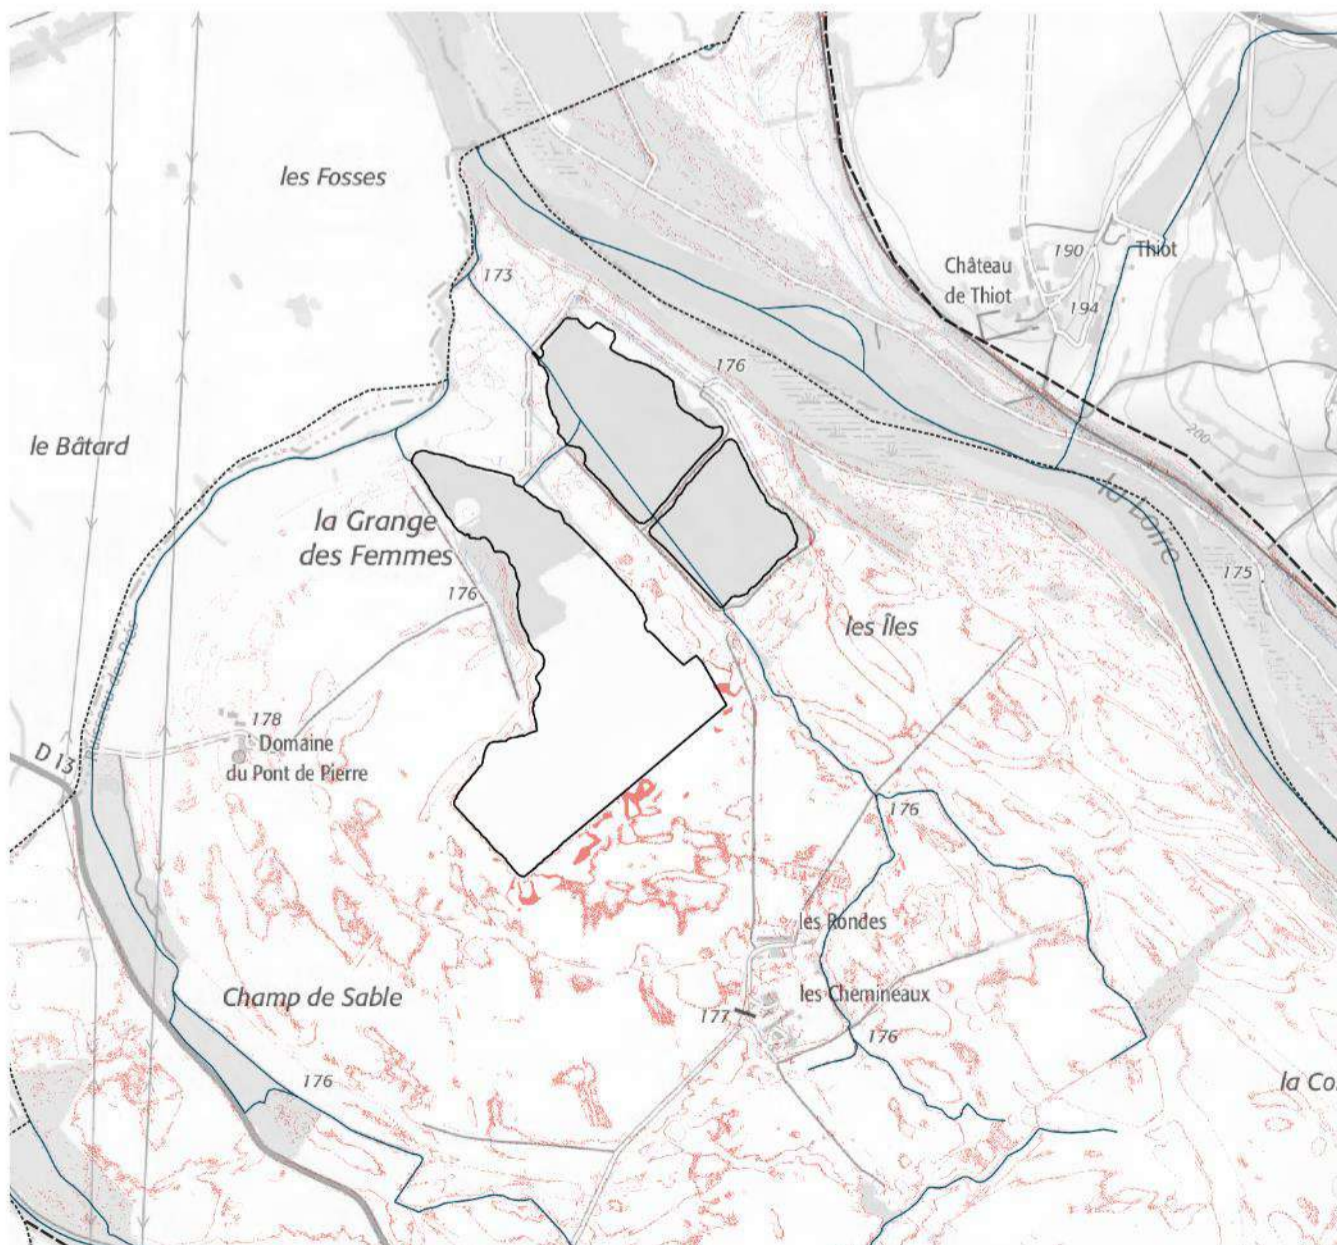 les Fosses
173
190
Thiot
Château
de Thiot
194
176
200
le Bâtard
la Loire
la Grange
des Femmes
176
175
les Îles
178
Domaine
du Pont de Pierre
D 13
176
les Rondes
Champ de Sable
les Chemineaux
177
176
176
la Co